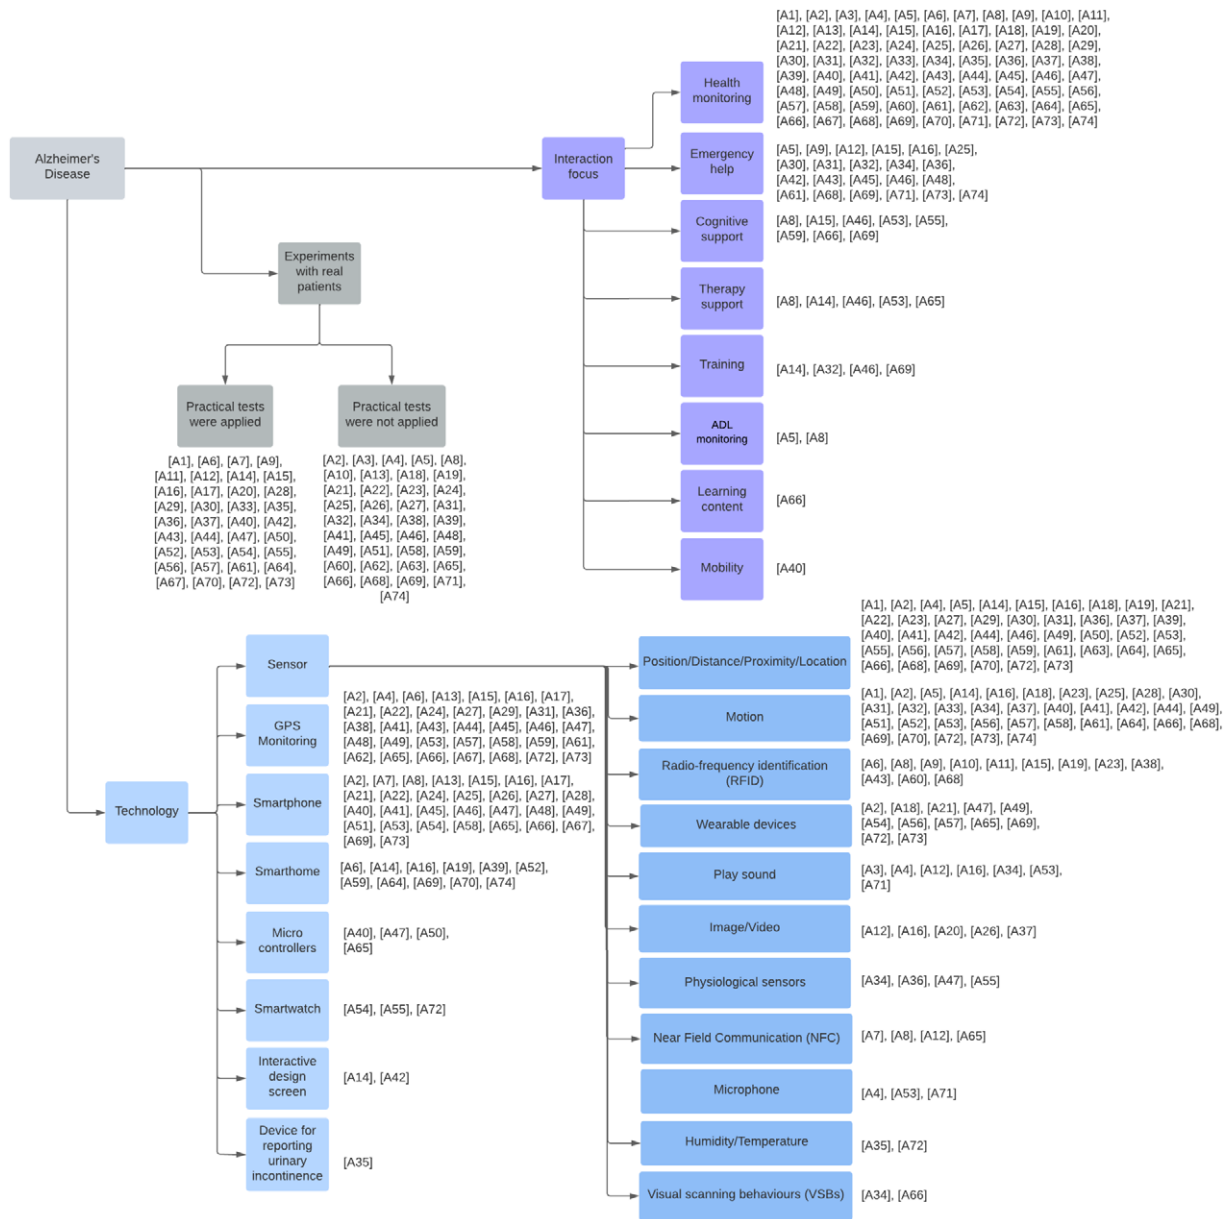 Alzheimer's
Disease
Interaction
focus
Health
monitoring
[A1], [A2], [A3], [A4], [A5], [A6], [A7], [A8], [A9], [A10], [A11],
[A12], [A13], [A14], [A15], [A16], [A17], [A18], [A19], [A20],
[A21], [A22], [A23], [A24], [A25], [A26], [A27], [A28], [A29],
[A30], [A31], [A32], [A33], [A34], [A35], [A36], [A37], [A38],
[A39], [A40], [A41], [A42], [A43], [A44], [A45], [A46], [A47],
[A48], [A49], [A50], [A51], [A52], [A53], [A54], [A55], [A56],
[A57], [A58], [A59], [A60], [A61], [A62], [A63], [A64], [A65],
[A66], [A67], [A68], [A69], [A70], [A71], [A72], [A73], [A74]
Emergency
help
[A5], [A9], [A12], [A15], [A16], [A25],
[A30], [A31], [A32], [A34], [A36],
[A42], [A43], [A45], [A46], [A48],
[A61], [A68], [A69], [A71], [A73], [A74]
Cognitive
support
[A8], [A15], [A46], [A53], [A55],
[A59], [A66], [A69]
Therapy
support
[A8], [A14], [A46], [A53], [A65]
Training
[A14], [A32], [A46], [A69]
ADL
monitoring
[A5], [A8]
Learning
content
[A66]
Mobility
[A40]
Experiments
with real
patients
Practical tests
were applied
[A1], [A6], [A7], [A9],
[A11], [A12], [A14], [A15],
[A16], [A17], [A20], [A28],
[A29], [A30], [A33], [A35],
[A36], [A37], [A40], [A42],
[A43], [A44], [A47], [A50],
[A52], [A53], [A54], [A55],
[A56], [A57], [A61], [A64],
[A67], [A70], [A72], [A73]
Practical tests
were not applied
[A2], [A3], [A4], [A5], [A8],
[A10], [A13], [A18], [A19],
[A21], [A22], [A23], [A24],
[A25], [A26], [A27], [A31],
[A32], [A34], [A38], [A39],
[A41], [A45], [A46], [A48],
[A49], [A51], [A58], [A59],
[A60], [A62], [A63], [A65],
[A66], [A68], [A69], [A71],
[A74]
Technology
Sensor
GPS
Monitoring
[A2], [A4], [A6], [A13], [A15], [A16], [A17],
[A21], [A22], [A24], [A27], [A29], [A31], [A36],
[A38], [A41], [A43], [A44], [A45], [A46], [A47],
[A48], [A49], [A53], [A57], [A58], [A59], [A61],
[A62], [A65], [A66], [A67], [A68], [A72], [A73]
Smartphone
[A2], [A7], [A8], [A13], [A15], [A16], [A17],
[A21], [A22], [A24], [A25], [A26], [A27], [A28],
[A40], [A41], [A45], [A46], [A47], [A48], [A49],
[A51], [A53], [A54], [A58], [A65], [A66], [A67],
[A69], [A73]
Smarthome
[A6], [A14], [A16], [A19], [A39], [A52],
[A59], [A64], [A69], [A70], [A74]
Micro
controllers
[A40], [A47], [A50],
[A65]
Smartwatch
[A54], [A55], [A72]
Interactive
design
screen
[A14], [A42]
Device for
reporting
urinary
incontinence
[A35]
Position/Distance/Proximity/Location
[A1], [A2], [A4], [A5], [A14], [A15], [A16], [A18], [A19], [A21],
[A22], [A23], [A27], [A29], [A30], [A31], [A36], [A37], [A39],
[A40], [A41], [A42], [A44], [A46], [A49], [A50], [A52], [A53],
[A55], [A56], [A57], [A58], [A59], [A61], [A63], [A64], [A65],
[A66], [A68], [A69], [A70], [A72], [A73]
Motion
[A1], [A2], [A5], [A14], [A16], [A18], [A23], [A25], [A28], [A30],
[A31], [A32], [A33], [A34], [A37], [A40], [A41], [A42], [A44], [A49],
[A51], [A52], [A53], [A56], [A57], [A58], [A61], [A64], [A66], [A68],
[A69], [A70], [A72], [A73], [A74]
Radio-frequency identification
(RFID)
[A6], [A8], [A9], [A10], [A11], [A15], [A19], [A23], [A38],
[A43], [A60], [A68]
Wearable devices
[A2], [A18], [A21], [A47], [A49],
[A54], [A56], [A57], [A65], [A69],
[A72], [A73]
Play sound
[A3], [A4], [A12], [A16], [A34], [A53],
[A71]
Image/Video
[A12], [A16], [A20], [A26], [A37]
Physiological sensors
[A34], [A36], [A47], [A55]
Near Field Communication (NFC)
[A7], [A8], [A12], [A65]
Microphone
[A4], [A53], [A71]
Humidity/Temperature
[A35], [A72]
Visual scanning behaviours (VSBs)
[A34], [A66]